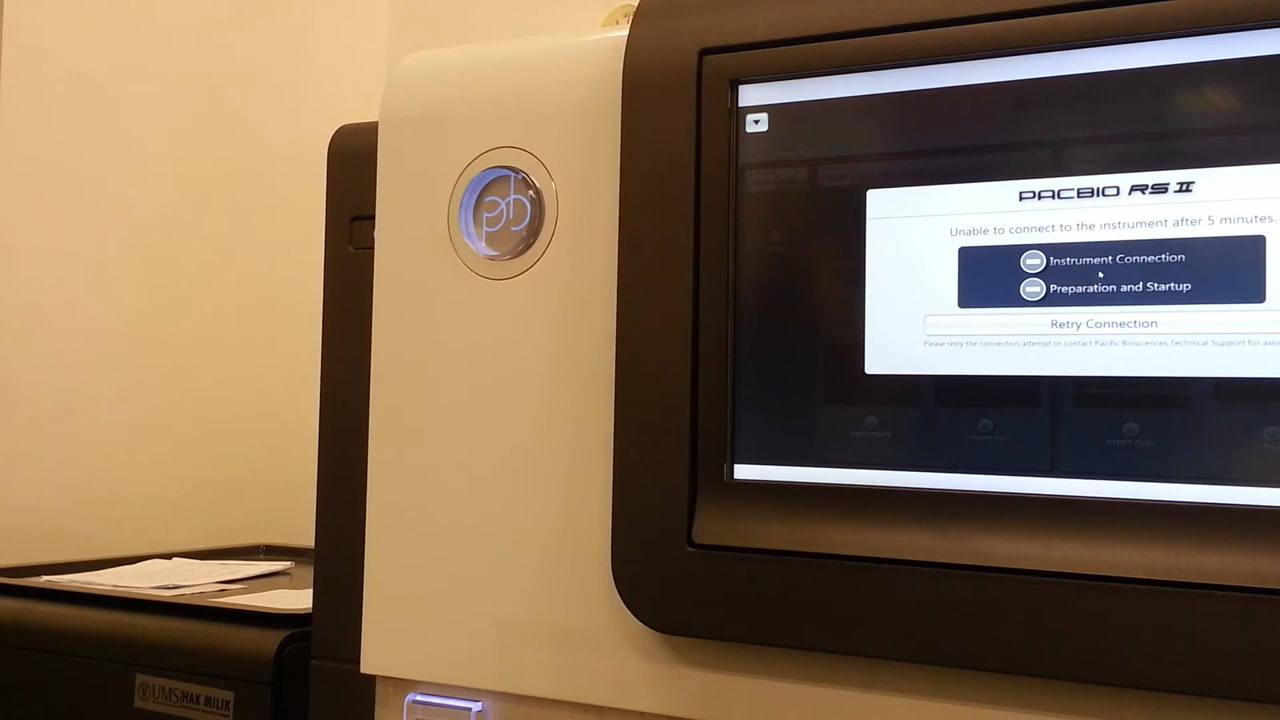 pb
PACBIO RS II
Unable to connect to the instrument after 5 minutes.
Instrument Connection
Preparation and Startup
Retry Connection
Please retry the connection attempt or contact Pacific Biosciences Technical Support for
UMS HAK MILIK